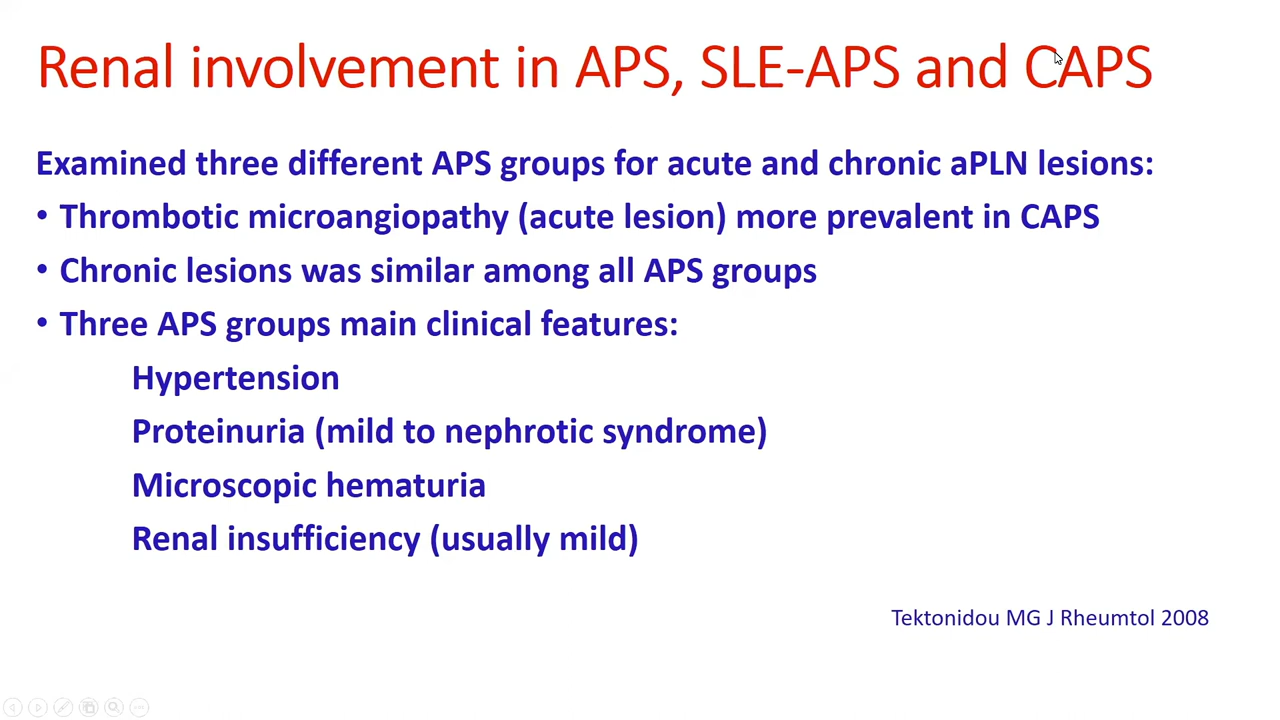 Renal involvement in APS, SLE-APS and CAPS
Examined three different APS groups for acute and chronic aPLN lesions:
• Thrombotic microangiopathy (acute lesion) more prevalent in CAPS
• Chronic lesions was similar among all APS groups
• Three APS groups main clinical features:
Hypertension
Proteinuria (mild to nephrotic syndrome)
Microscopic hematuria
Renal insufficiency (usually mild)
Tektonidou MG J Rheumtol 2008